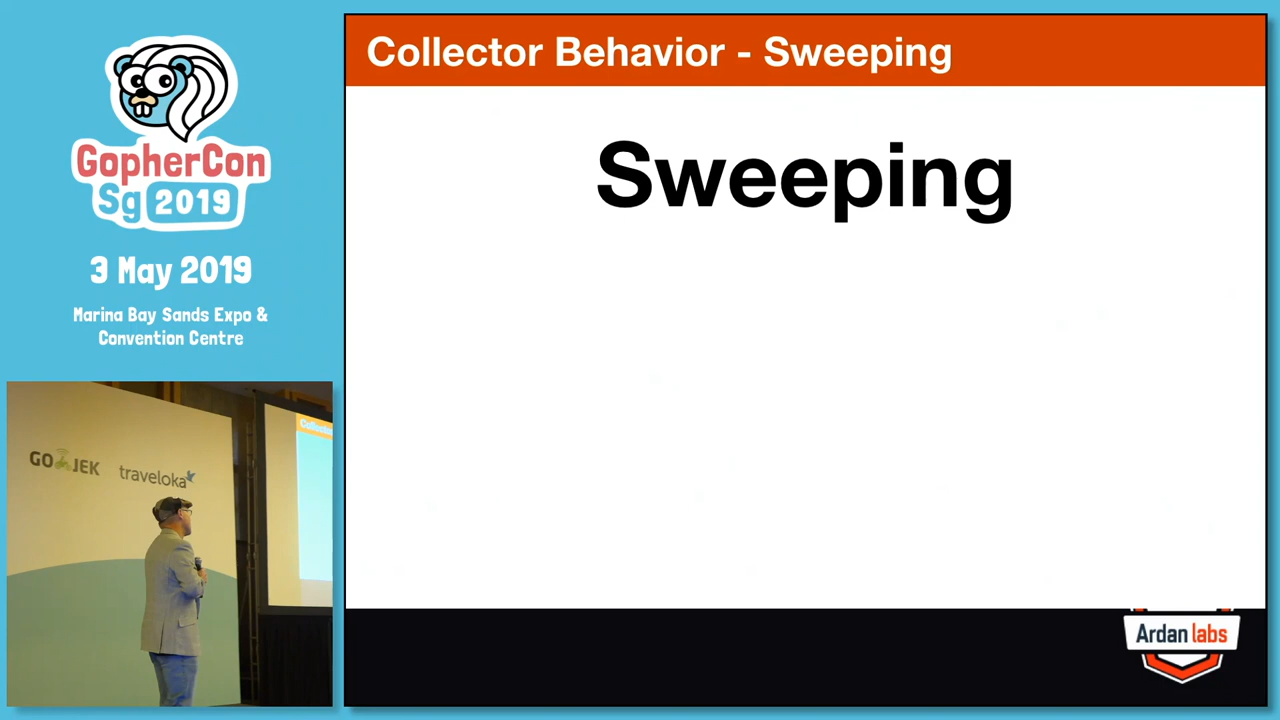 GopherCon
Sg 2019
3 May 2019
Marina Bay Sands Expo &
Convention Centre
GO JEK
traveloka
Collector Behavior - Sweeping
Sweeping
Ardan labs